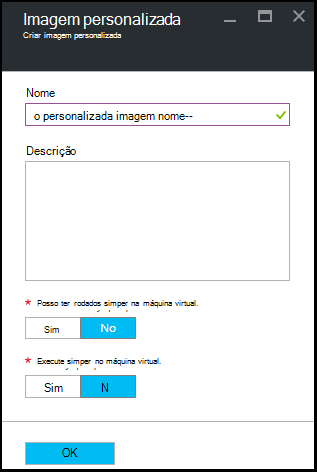 Imagem personalizada
Criar imagem personalizada
Nome
o personalizada imagem nome--
Descrição
* Posso ter rodados simper na máquina virtual.
Sim No
* Execute simper no máquina virtual.
Sim N
OK